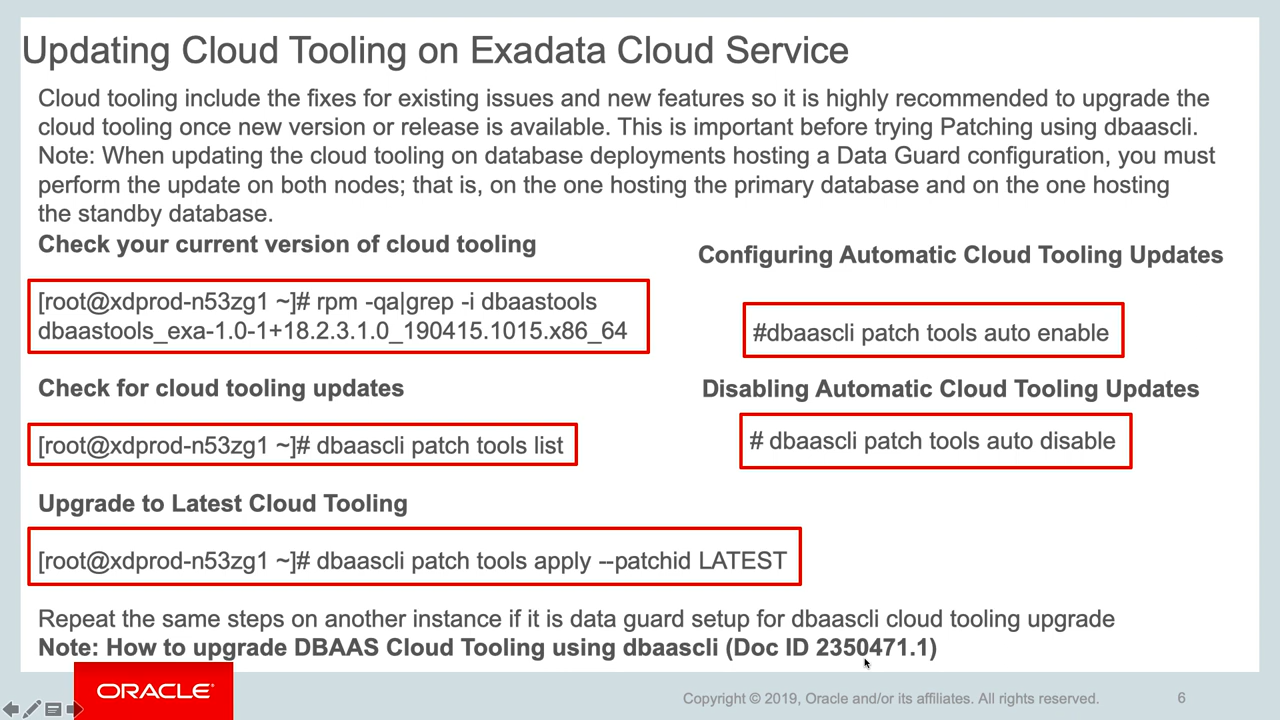 Updating Cloud Tooling on Exadata Cloud Service
Cloud tooling include the fixes for existing issues and new features so it is highly recommended to upgrade the
cloud tooling once new version or release is available. This is important before trying Patching using dbaascli.
Note: When updating the cloud tooling on database deployments hosting a Data Guard configuration, you must
perform the update on both nodes; that is, on the one hosting the primary database and on the one hosting
the standby database.
Check your current version of cloud tooling
[root@xdprod-n53zg1 ~]# rpm -qa|grep -i dbaastools
dbaastools_exa-1.0-1+18.2.3.1.0_190415.1015.x86_64
Check for cloud tooling updates
[root@xdprod-n53zg1 ~]# dbaascli patch tools list
Upgrade to Latest Cloud Tooling
[root@xdprod-n53zg1 ~]# dbaascli patch tools apply --patchid LATEST
Configuring Automatic Cloud Tooling Updates
#dbaascli patch tools auto enable
Disabling Automatic Cloud Tooling Updates
# dbaascli patch tools auto disable
Repeat the same steps on another instance if it is data guard setup for dbaascli cloud tooling upgrade
Note: How to upgrade DBAAS Cloud Tooling using dbaascli (Doc ID 2350471.1)
ORACLE®
Copyright © 2019, Oracle and/or its affiliates. All rights reserved.
6